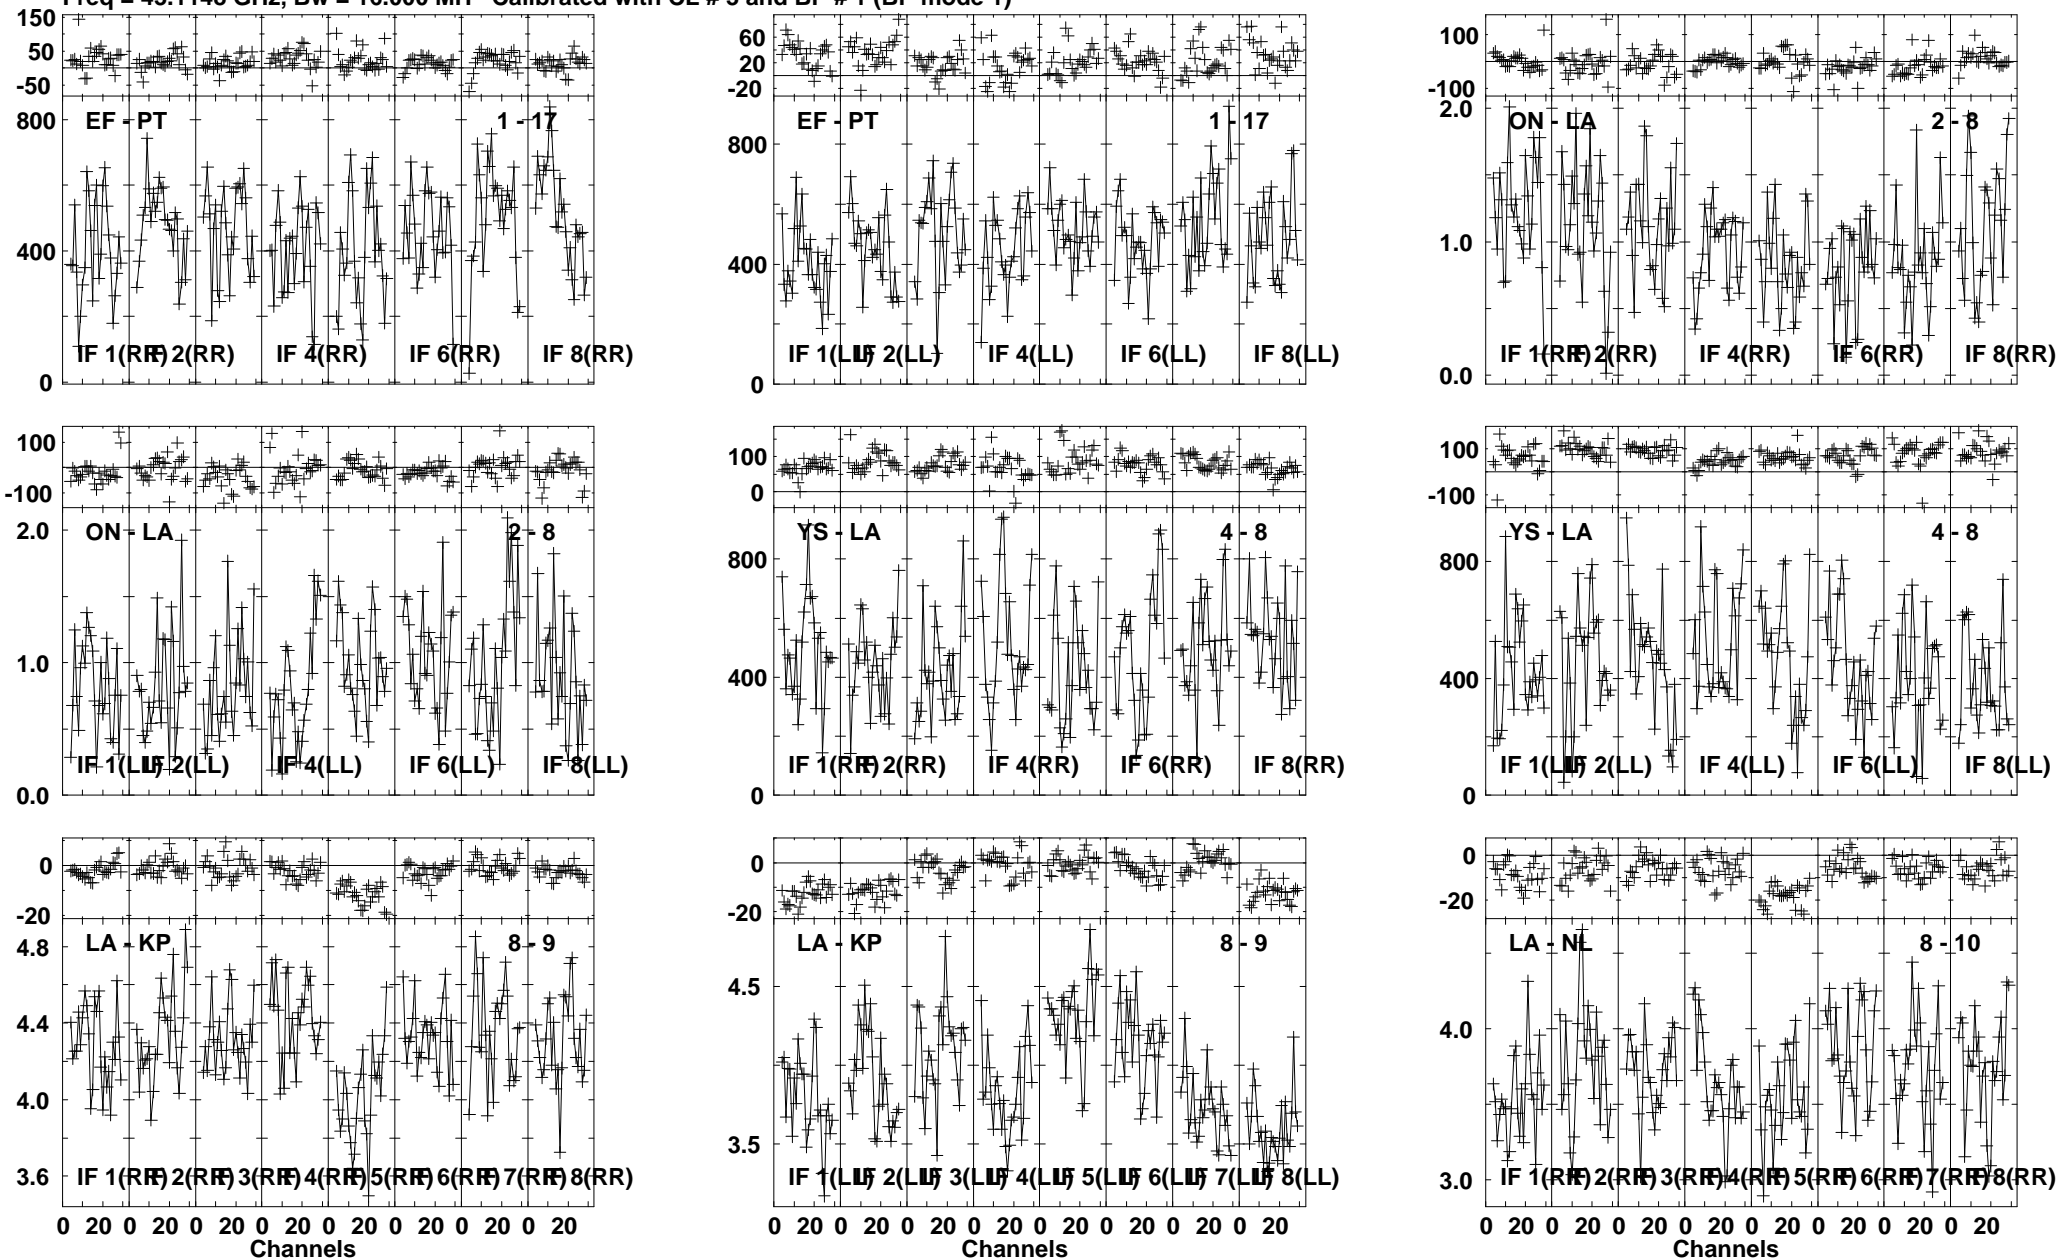 Freq = 43.1148 GHz, Bw = 16.000 MH Calibrated with CL # 3 and BP # 1 (BP mode 1)
150
50
-50
EF - PT
1 - 17
800
400
0
IF 1(RR)
IF 2(RR)
IF 4(RR)
IF 6(RR)
IF 8(RR)
60
20
-20
EF - PT
1 - 17
800
400
0
IF 1(LL)
IF 2(LL)
IF 4(LL)
IF 6(LL)
IF 8(LL)
100
-100
2.0
ON - LA
2 - 8
1.0
0.0
IF 1(RR)
IF 2(RR)
IF 4(RR)
IF 6(RR)
IF 8(RR)
100
-100
ON - LA
2 - 8
2.0
1.0
0.0
IF 1(LL)
IF 2(LL)
IF 4(LL)
IF 6(LL)
IF 8(LL)
100
0
YS - LA
4 - 8
800
400
0
IF 1(RR)
IF 2(RR)
IF 4(RR)
IF 6(RR)
IF 8(RR)
100
-100
YS - LA
4 - 8
800
400
0
IF 1(LL)
IF 2(LL)
IF 4(LL)
IF 6(LL)
IF 8(LL)
0
-20
LA - KP
8 - 9
4.8
4.4
4.0
3.6
IF 1(RR)
IF 2(RR)
IF 3(RR)
IF 4(RR)
IF 5(RR)
IF 6(RR)
IF 7(RR)
IF 8(RR)
0 20 0 20 0 20 0 20 0 20 0 20 0 20 0 20
Channels
0
-20
LA - KP
8 - 9
4.5
3.5
IF 1(LL)
IF 2(LL)
IF 3(LL)
IF 4(LL)
IF 5(LL)
IF 6(LL)
IF 7(LL)
IF 8(LL)
0 20 0 20 0 20 0 20 0 20 0 20 0 20 0 20
Channels
0
-20
LA - NL
8 - 10
4.0
3.0
IF 1(RR)
IF 2(RR)
IF 3(RR)
IF 4(RR)
IF 5(RR)
IF 6(RR)
IF 7(RR)
IF 8(RR)
0 20 0 20 0 20 0 20 0 20 0 20 0 20 0 20
Channels